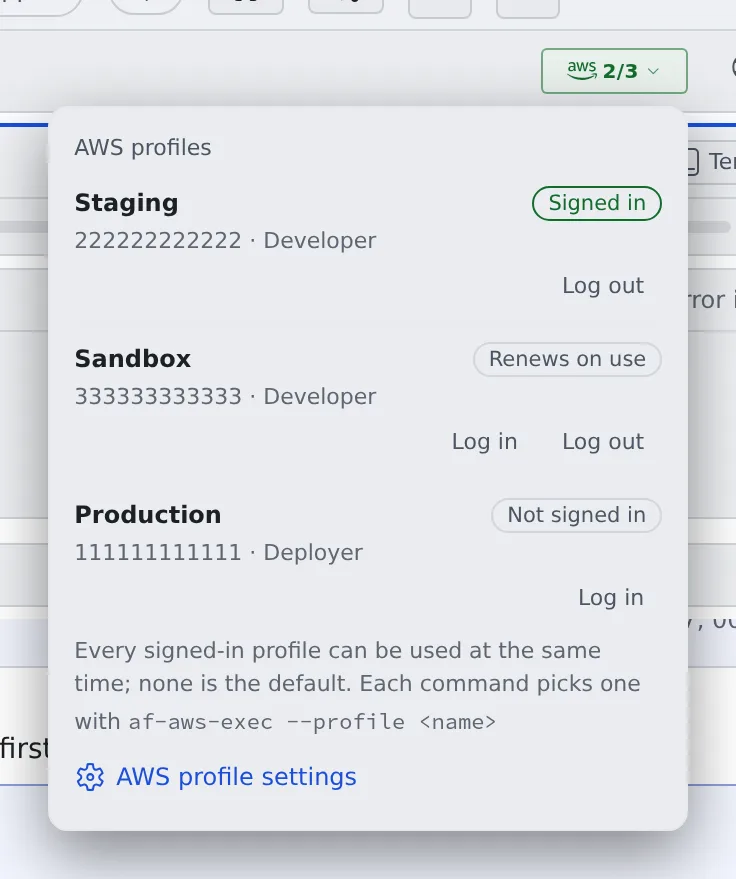 aws 2/3
AWS profiles
Staging
Signed in
222222222222 · Developer
Log out
Sandbox
Renews on use
333333333333 · Developer
Log in
Log out
Production
Not signed in
111111111111 · Deployer
Log in
Every signed-in profile can be used at the same
time; none is the default. Each command picks one
with af-aws-exec --profile <name>
first
AWS profile settings